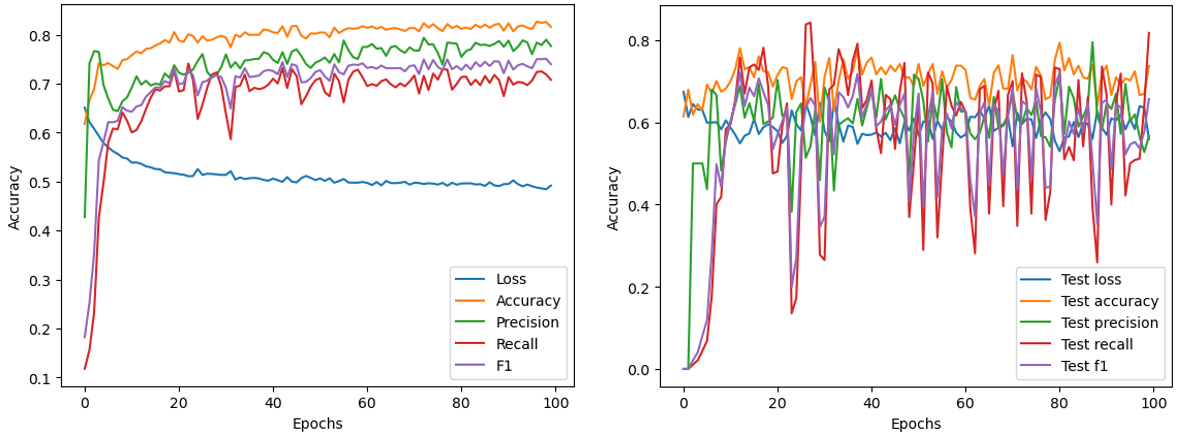 Accuracy
0.8
0.7
0.6
0.5
0.4
0.3
0.2
0.1
0 20 40 60 80 100
Epochs
Loss
Accuracy
Precision
Recall
F1
Accuracy
0.8
0.6
0.4
0.2
0.0
0 20 40 60 80 100
Epochs
Test loss
Test accuracy
Test precision
Test recall
Test f1